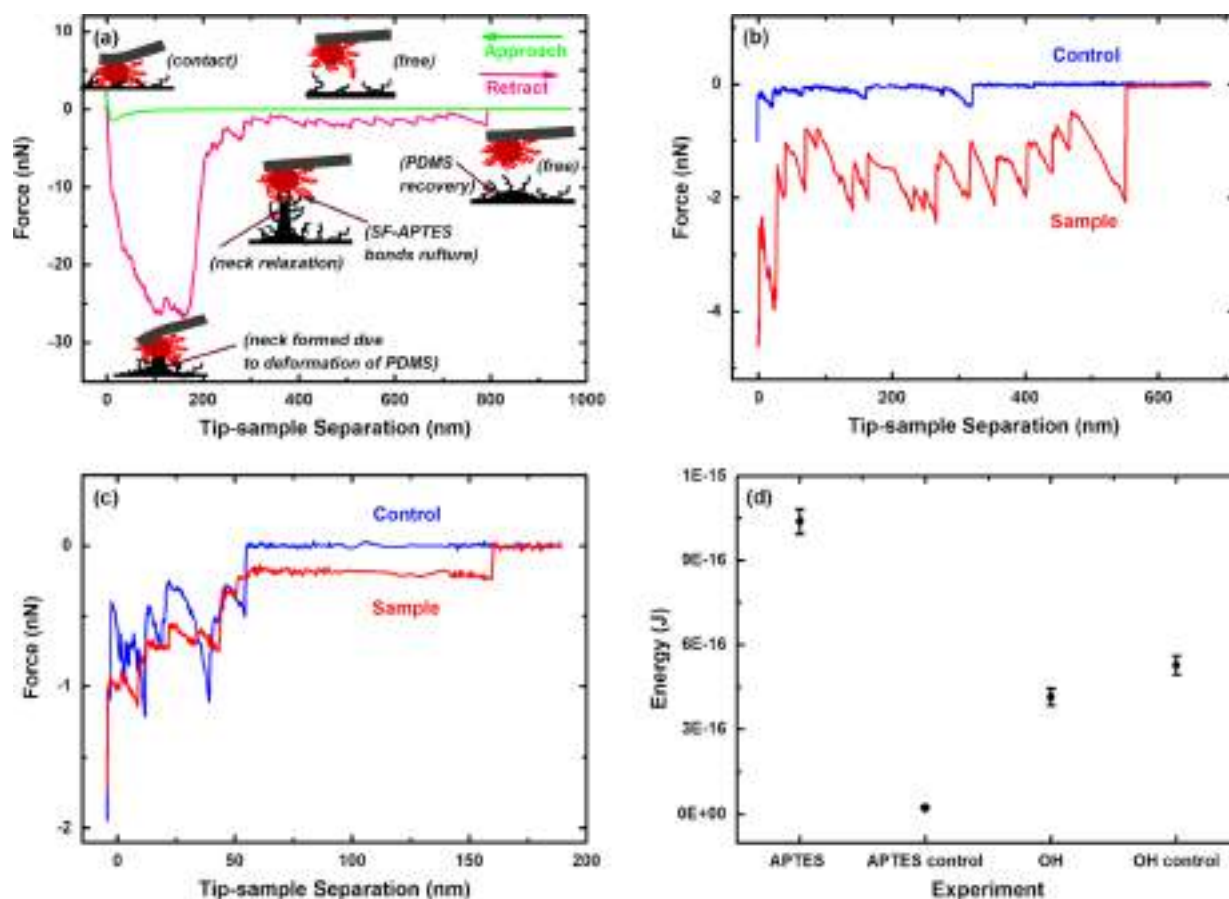 (a)
(contact)
(free)
Approach
Retract
(PDMS
recovery)
(free)
(SF-APTES
bonds rufture)
(neck relaxation)
(neck formed due
to deformation of PDMS)
10
0
-10
-20
-30
Force (nN)
0
200
400
600
800
1000
Tip-sample Separation (nm)
(b)
Control
Sample
0
-2
-4
Force (nN)
0
200
400
600
Tip-sample Separation (nm)
(c)
Control
Sample
0
-1
-2
Force (nN)
0
50
100
150
200
Tip-sample Separation (nm)
(d)
1E-15
9E-16
6E-16
3E-16
0E+00
Energy (J)
APTES
APTES control
OH
OH control
Experiment